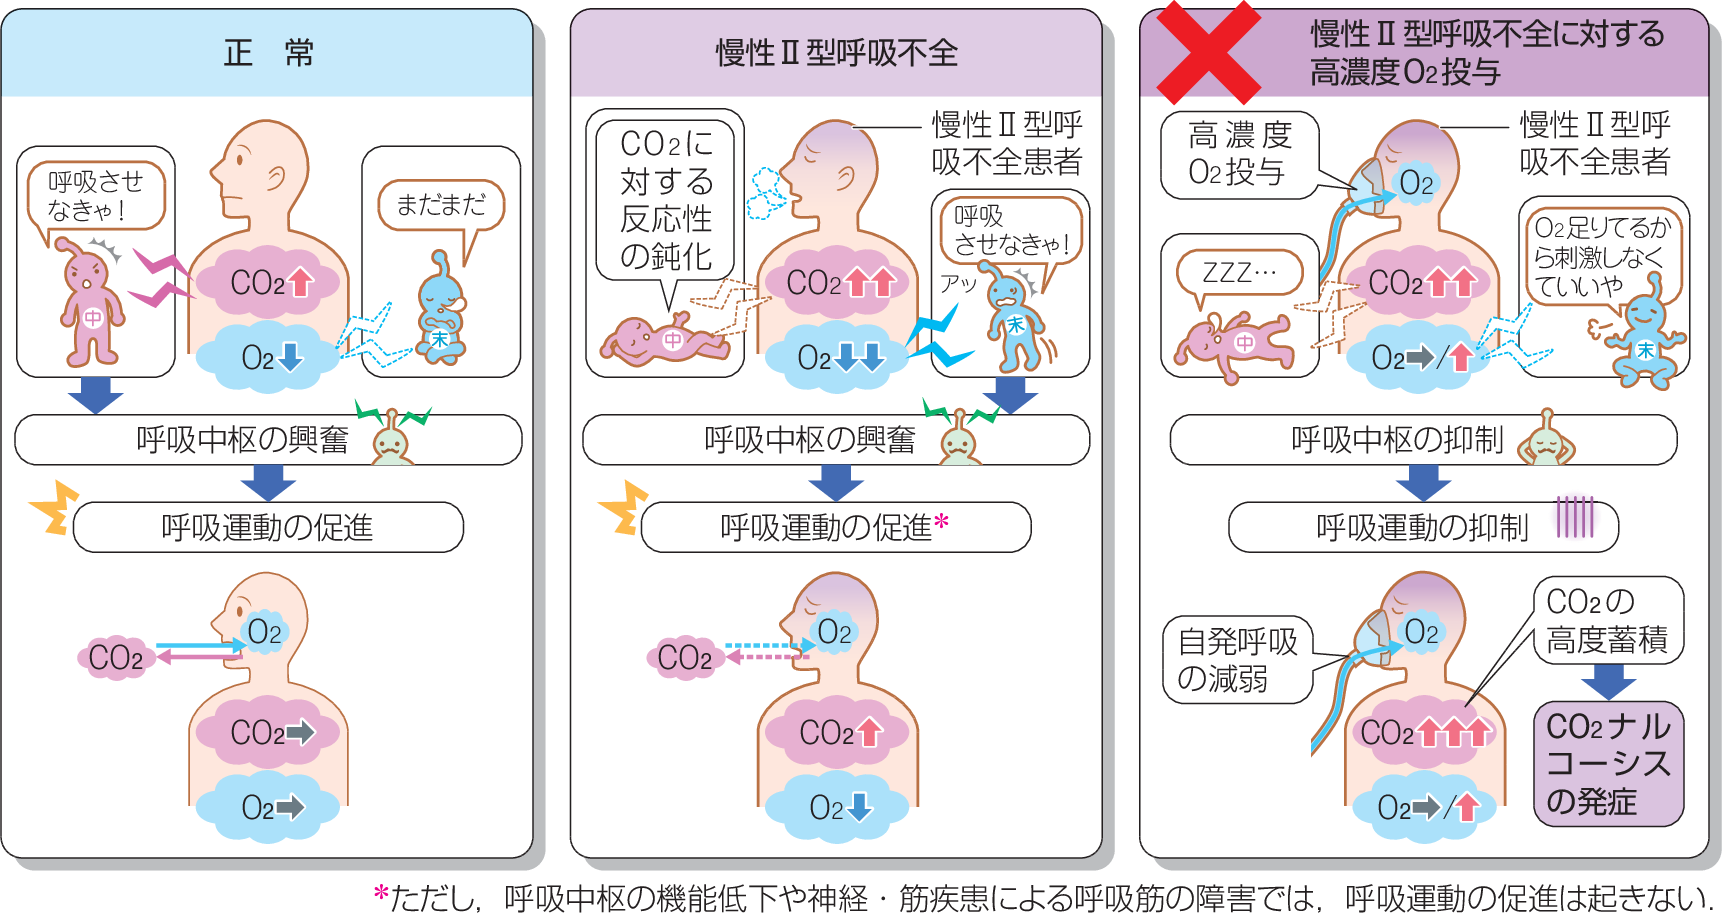 正　常
呼吸させ
なきゃ！
まだまだ
CO2
中
O2
末
呼吸中枢の興奮
呼吸運動の促進
O2
CO2
CO2
O2
慢性Ⅱ型呼吸不全
CO2に
対する
反応性
の鈍化
慢性Ⅱ型呼
吸不全患者
呼吸
させなきゃ！
アッ
CO2
中
末
O2
呼吸中枢の興奮
呼吸運動の促進*
O2
CO2
CO2
O2
慢性Ⅱ型呼吸不全に対する
高濃度O2投与
高濃度
O2投与
慢性Ⅱ型呼
吸不全患者
O2
ZZZ…
O2足りてるか
ら刺激しなく
ていいや
CO2
中
O2 /
末
呼吸中枢の抑制
呼吸運動の抑制
自発呼吸
の減弱
O2
CO2の
高度蓄積
CO2
O2 /
CO2ナル
コーシス
の発症
*ただし，呼吸中枢の機能低下や神経・筋疾患による呼吸筋の障害では，呼吸運動の促進は起きない．